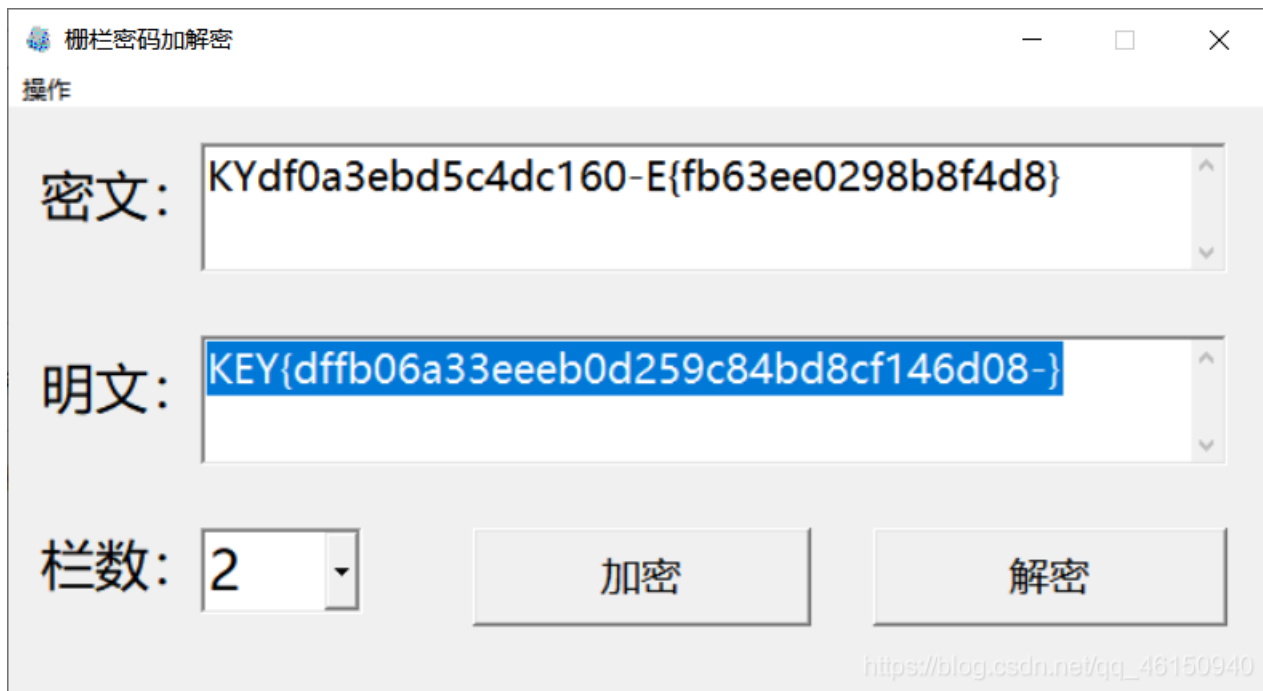 栅栏密码加解密
操作
密文：
KYdf0a3ebd5c4dc160-E{fb63ee0298b8f4d8}
明文：
KEY{dffb06a33eeeb0d259c84bd8cf146d08-}
栏数：
2
加密
解密
https://blog.csdn.net/qq_46150940